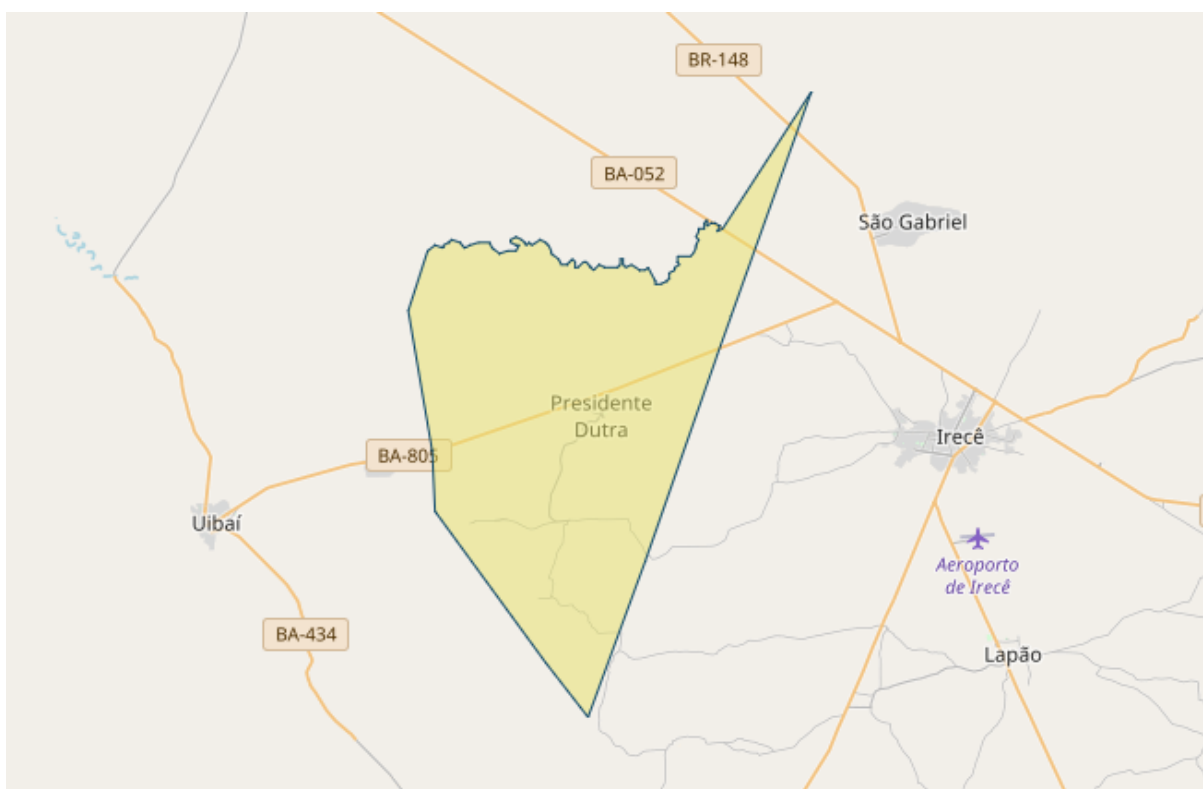 BR-148
BA-052
São Gabriel
Presidente
Dutra
BA-805
Irecê
Uibaí
Aeroporto
de Irecê
BA-434
Lapão